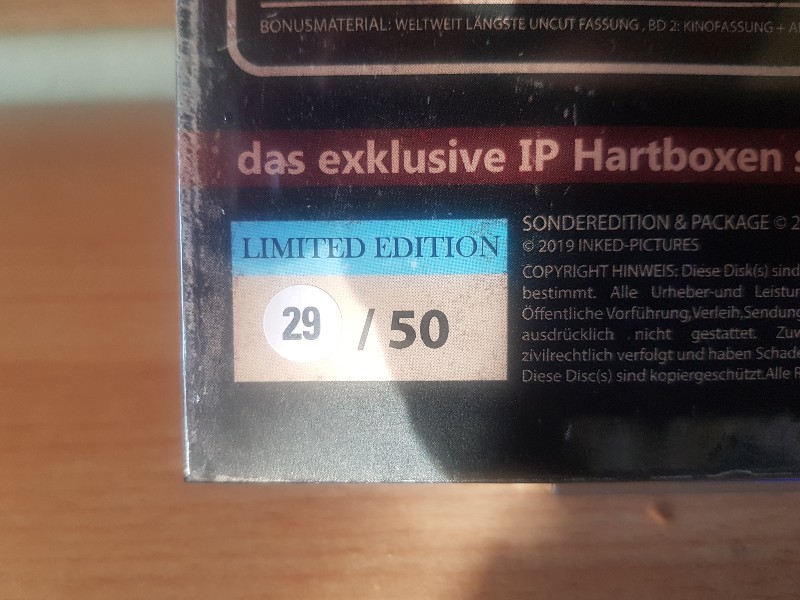 BONUSMATERIAL: WELTWEIT LÄNGSTE UNCUT FASSUNG , BD 2: KINOFASSUNG +
das exklusive IP Hartboxen
LIMITED EDITION
29 / 50
SONDEREDITION & PACKAGE ©
© 2019 INKED-PICTURES
COPYRIGHT HINWEIS: Diese Disk(s) sind
bestimmt. Alle Urheber-und
Öffentliche Vorführung,Verleih,Sendung
ausdrücklich nicht gestattet.
zivilrechtlich verfolgt und haben
Diese Disc(s) sind kopiergeschützt.Alle